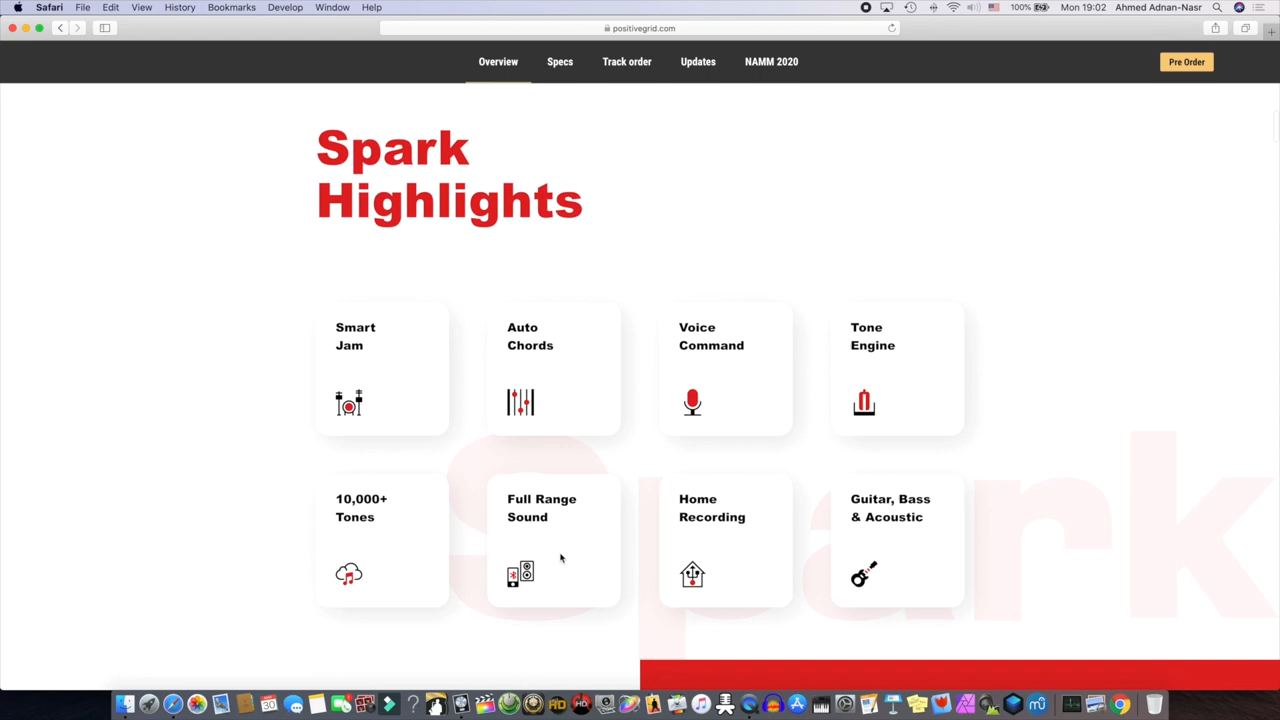 Safari File Edit View History Bookmarks Develop Window Help 100% Mon 19:02 Ahmed Adnan-Nasr
positivegrid.com
Overview Specs Track order Updates NAMM 2020 Pre Order
Spark
Highlights
Smart
Jam
Auto
Chords
Voice
Command
Tone
Engine
10,000+
Tones
Full Range
Sound
Home
Recording
Guitar, Bass
& Acoustic
Spark